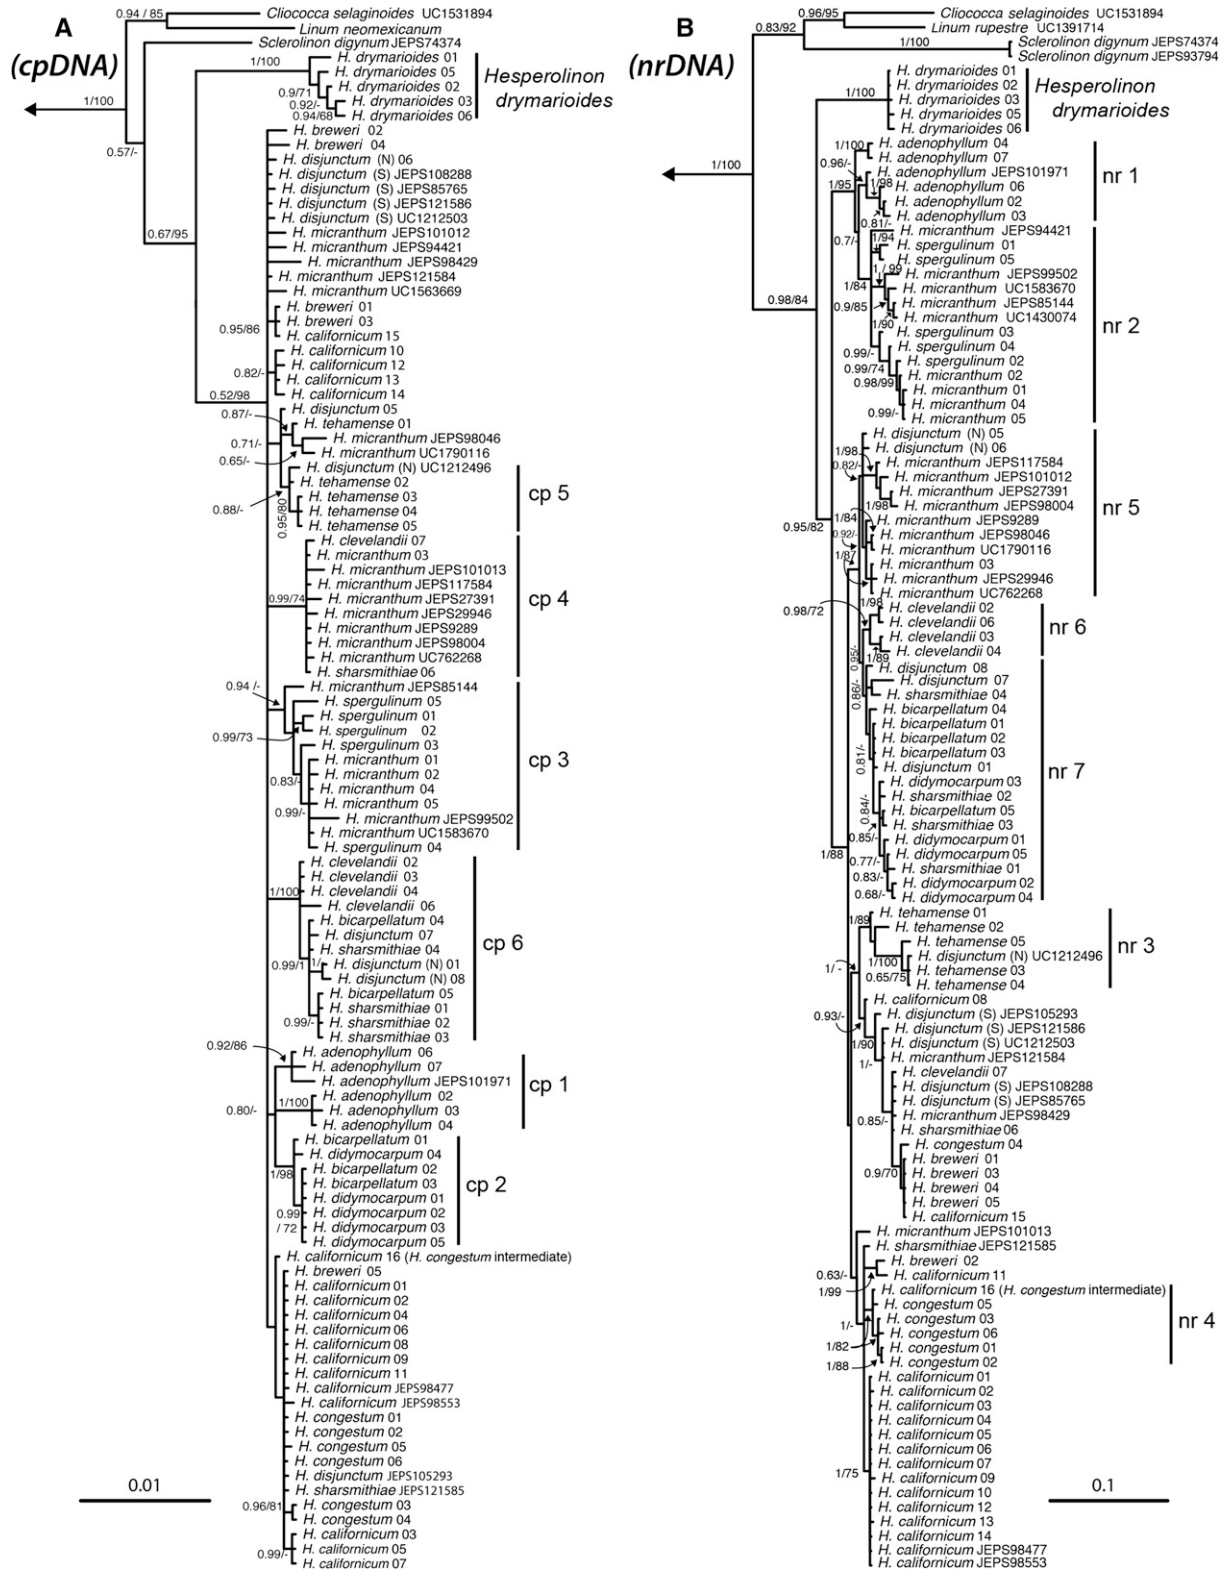 A
(cpDNA)
0.94 / 85
Cliococca selaginoides UC1531894
Linum neomexicanum
Sclerolinon digynum JEPS74374
1/100
H. drymarioides 01
H. drymarioides 05
H. drymarioides 02
H. drymarioides 03
H. drymarioides 06
0.9/71
0.92/-
0.94/68
Hesperolinon
drymarioides
1/100
0.57/-
0.67/95
H. breweri 02
H. breweri 04
H. disjunctum (N) 06
H. disjunctum (S) JEPS108288
H. disjunctum (S) JEPS85765
H. disjunctum (S) JEPS121586
H. disjunctum (S) UC1212503
H. micranthum JEPS101012
H. micranthum JEPS94421
H. micranthum JEPS98429
H. micranthum JEPS121584
H. micranthum UC1563669
H. breweri 01
H. breweri 03
H. californicum 15
0.95/86
H. californicum 10
H. californicum 12
H. californicum 13
H. californicum 14
0.82/-
0.52/98
H. disjunctum 05
H. tehamense 01
H. micranthum JEPS98046
H. micranthum UC1790116
0.87/-
0.71/-
0.65/-
H. disjunctum (N) UC1212496
H. tehamense 02
H. tehamense 03
H. tehamense 04
H. tehamense 05
0.88/-
0.95/80
cp 5
H. clevelandii 07
H. micranthum 03
H. micranthum JEPS101013
H. micranthum JEPS117584
H. micranthum JEPS27391
H. micranthum JEPS29946
H. micranthum JEPS9289
H. micranthum JEPS98004
H. micranthum UC762268
H. sharsmithiae 06
0.99/74
cp 4
H. micranthum JEPS85144
H. spergulinum 05
H. spergulinum 01
H. spergulinum 02
H. spergulinum 03
H. micranthum 01
H. micranthum 02
H. micranthum 04
H. micranthum 05
H. micranthum JEPS99502
H. micranthum UC1583670
H. spergulinum 04
0.94 /-
0.99/73
0.83/-
0.99/-
cp 3
H. clevelandii 02
H. clevelandii 03
H. clevelandii 04
H. clevelandii 06
H. bicarpellatum 04
H. disjunctum 07
H. sharsmithiae 04
H. disjunctum (N) 01
H. disjunctum (N) 08
H. bicarpellatum 05
H. sharsmithiae 01
H. sharsmithiae 02
H. sharsmithiae 03
1/100
0.99/1
1/-
0.99/-
cp 6
H. adenophyllum 06
H. adenophyllum 07
H. adenophyllum JEPS101971
H. adenophyllum 02
H. adenophyllum 03
H. adenophyllum 04
0.92/86
1/100
0.80/-
cp 1
H. bicarpellatum 01
H. didymocarpum 04
H. bicarpellatum 02
H. bicarpellatum 03
H. didymocarpum 01
H. didymocarpum 02
H. didymocarpum 03
H. didymocarpum 05
1/98
0.99
/ 72
cp 2
H. californicum 16 (H. congestum intermediate)
H. breweri 05
H. californicum 01
H. californicum 02
H. californicum 04
H. californicum 06
H. californicum 08
H. californicum 09
H. californicum 11
H. californicum JEPS98477
H. californicum JEPS98553
H. congestum 01
H. congestum 02
H. congestum 05
H. congestum 06
H. disjunctum JEPS105293
H. sharsmithiae JEPS121585
H. congestum 03
H. congestum 04
H. californicum 03
H. californicum 05
H. californicum 07
0.96/81
0.99/-
0.01
B
(nrDNA)
0.96/95
0.83/92
Cliococca selaginoides UC1531894
Linum rupestre UC1391714
1/100
Sclerolinon digynum JEPS74374
Sclerolinon digynum JEPS93794
H. drymarioides 01
H. drymarioides 02
H. drymarioides 03
H. drymarioides 05
H. drymarioides 06
1/100
Hesperolinon
drymarioides
1/100
0.98/84
H. adenophyllum 04
H. adenophyllum 07
H. adenophyllum JEPS101971
H. adenophyllum 06
H. adenophyllum 02
H. adenophyllum 03
1/100
0.96/-
1/98
1/95
0.81/-
0.7/-
nr 1
H. micranthum JEPS94421
H. spergulinum 01
H. spergulinum 05
H. micranthum JEPS99502
H. micranthum UC1583670
H. micranthum JEPS85144
H. micranthum UC1430074
H. spergulinum 03
H. spergulinum 04
H. spergulinum 02
H. micranthum 02
H. micranthum 01
H. micranthum 04
H. micranthum 05
1/94
1 / 99
1/84
0.9/85
1/90
0.99/-
0.99/74
0.98/99
0.99/-
nr 2
H. disjunctum (N) 05
H. disjunctum (N) 06
H. micranthum JEPS117584
H. micranthum JEPS101012
H. micranthum JEPS27391
H. micranthum JEPS98004
H. micranthum JEPS9289
H. micranthum JEPS98046
H. micranthum UC1790116
H. micranthum 03
H. micranthum JEPS29946
H. micranthum UC762268
1/98
0.82/-
1/98
1/84
0.92/-
1/87
1/98
0.95/82
nr 5
H. clevelandii 02
H. clevelandii 06
H. clevelandii 03
H. clevelandii 04
0.98/72
1/89
0.95/-
nr 6
H. disjunctum 08
H. disjunctum 07
H. sharsmithiae 04
H. bicarpellatum 04
H. bicarpellatum 01
H. bicarpellatum 02
H. bicarpellatum 03
H. disjunctum 01
H. didymocarpum 03
H. sharsmithiae 02
H. bicarpellatum 05
H. sharsmithiae 03
H. didymocarpum 01
H. didymocarpum 05
H. sharsmithiae 01
H. didymocarpum 02
H. didymocarpum 04
0.86/-
0.81/-
0.84/-
0.85/-
0.77/-
0.83/-
0.68/-
1/88
nr 7
H. tehamense 01
H. tehamense 02
H. tehamense 05
H. disjunctum (N) UC1212496
H. tehamense 03
H. tehamense 04
1/89
1/100
0.65/75
1/ -
nr 3
H. californicum 08
H. disjunctum (S) JEPS105293
H. disjunctum (S) JEPS121586
H. disjunctum (S) UC1212503
H. micranthum JEPS121584
H. clevelandii 07
H. disjunctum (S) JEPS108288
H. disjunctum (S) JEPS85765
H. micranthum JEPS98429
H. sharsmithiae 06
H. congestum 04
H. breweri 01
H. breweri 03
H. breweri 04
H. breweri 05
H. californicum 15
0.93/-
1/90
1/-
0.85/-
0.9/70
H. micranthum JEPS101013
H. sharsmithiae JEPS121585
H. breweri 02
H. californicum 11
0.63/-
1/99
H. californicum 16 (H. congestum intermediate)
H. congestum 05
H. congestum 03
H. congestum 06
H. congestum 01
H. congestum 02
1/-
1/82
1/88
nr 4
H. californicum 01
H. californicum 02
H. californicum 03
H. californicum 04
H. californicum 05
H. californicum 06
H. californicum 07
H. californicum 09
H. californicum 10
H. californicum 12
H. californicum 13
H. californicum 14
H. californicum JEPS98477
H. californicum JEPS98553
1/75
0.1